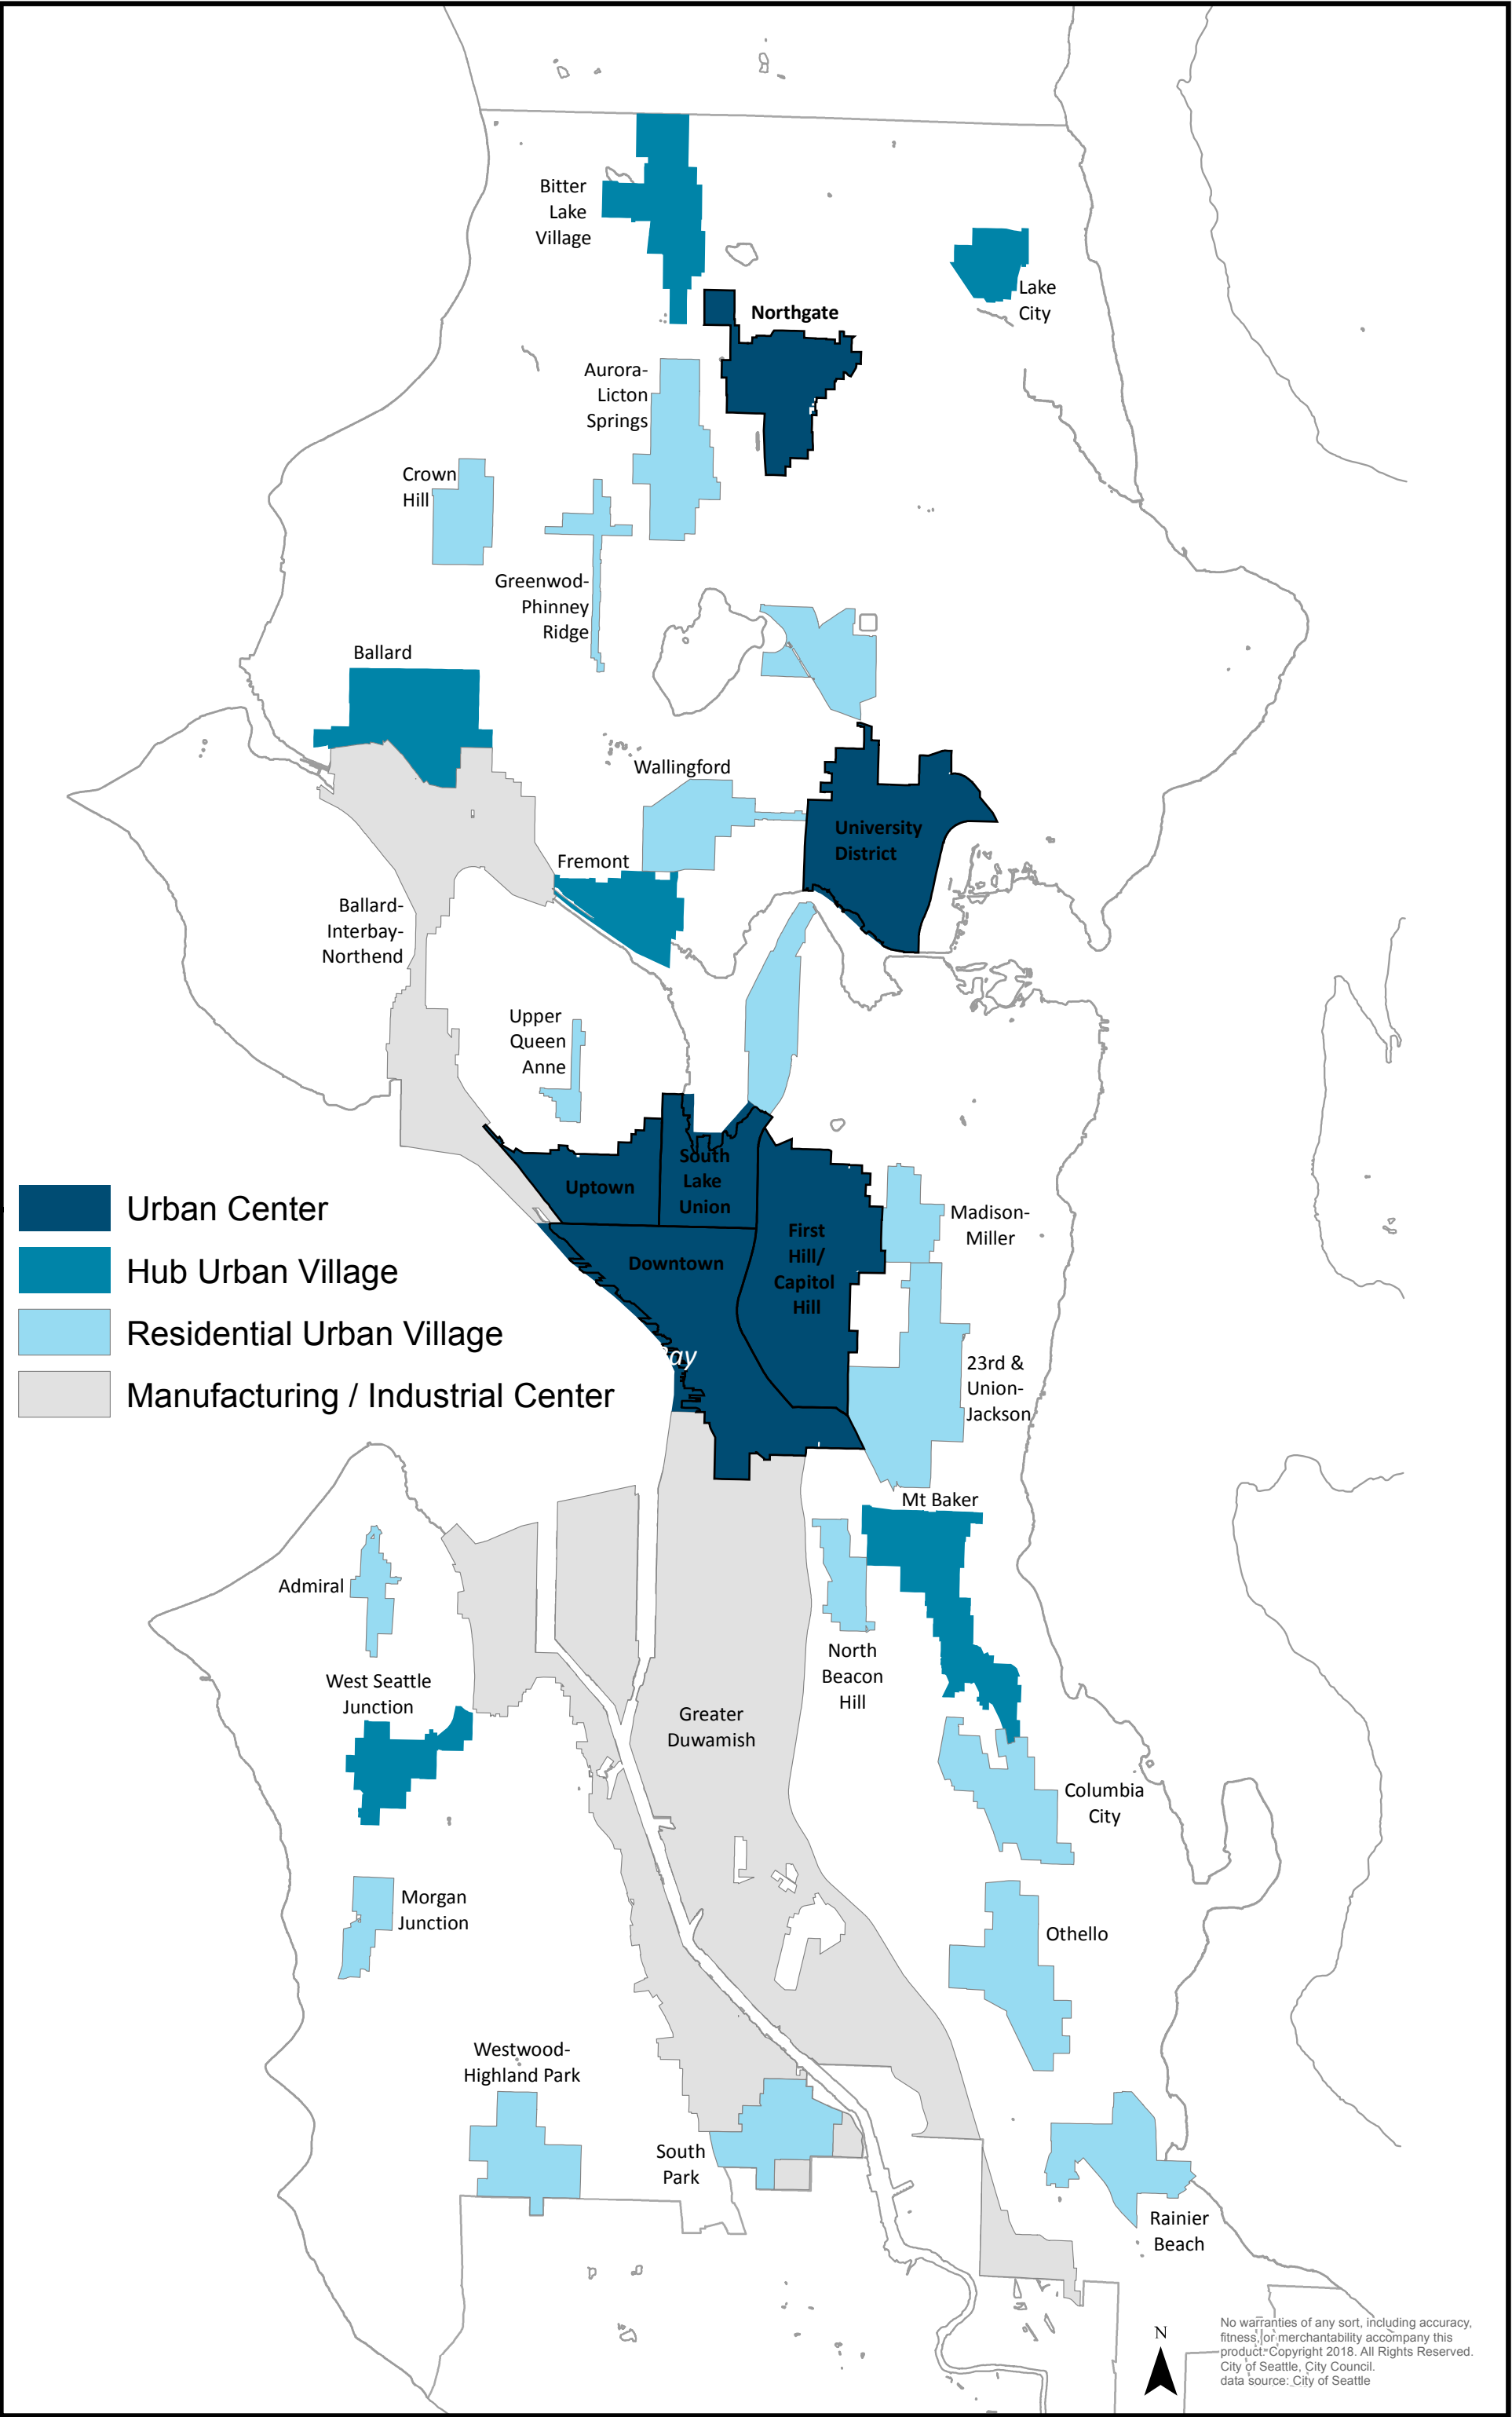 Bitter
Lake
Village
Lake
City
Northgate
Aurora-
Licton
Springs
Crown
Hill
Greenwod-
Phinney
Ridge
Ballard
Wallingford
University
District
Fremont
Ballard-
Interbay-
Northend
Upper
Queen
Anne
South
Lake
Union
Uptown
Madison-
Miller
First
Hill/
Capitol
Hill
Downtown
ay
23rd &
Union-
Jackson
Urban Center
Hub Urban Village
Residential Urban Village
Manufacturing / Industrial Center
Mt Baker
Admiral
North
Beacon
Hill
West Seattle
Junction
Greater
Duwamish
Columbia
City
Morgan
Junction
Othello
Westwood-
Highland Park
South
Park
Rainier
Beach
N
No warranties of any sort, including accuracy,
fitness, or merchantability accompany this
product. Copyright 2018. All Rights Reserved.
City of Seattle, City Council.
data source: City of Seattle